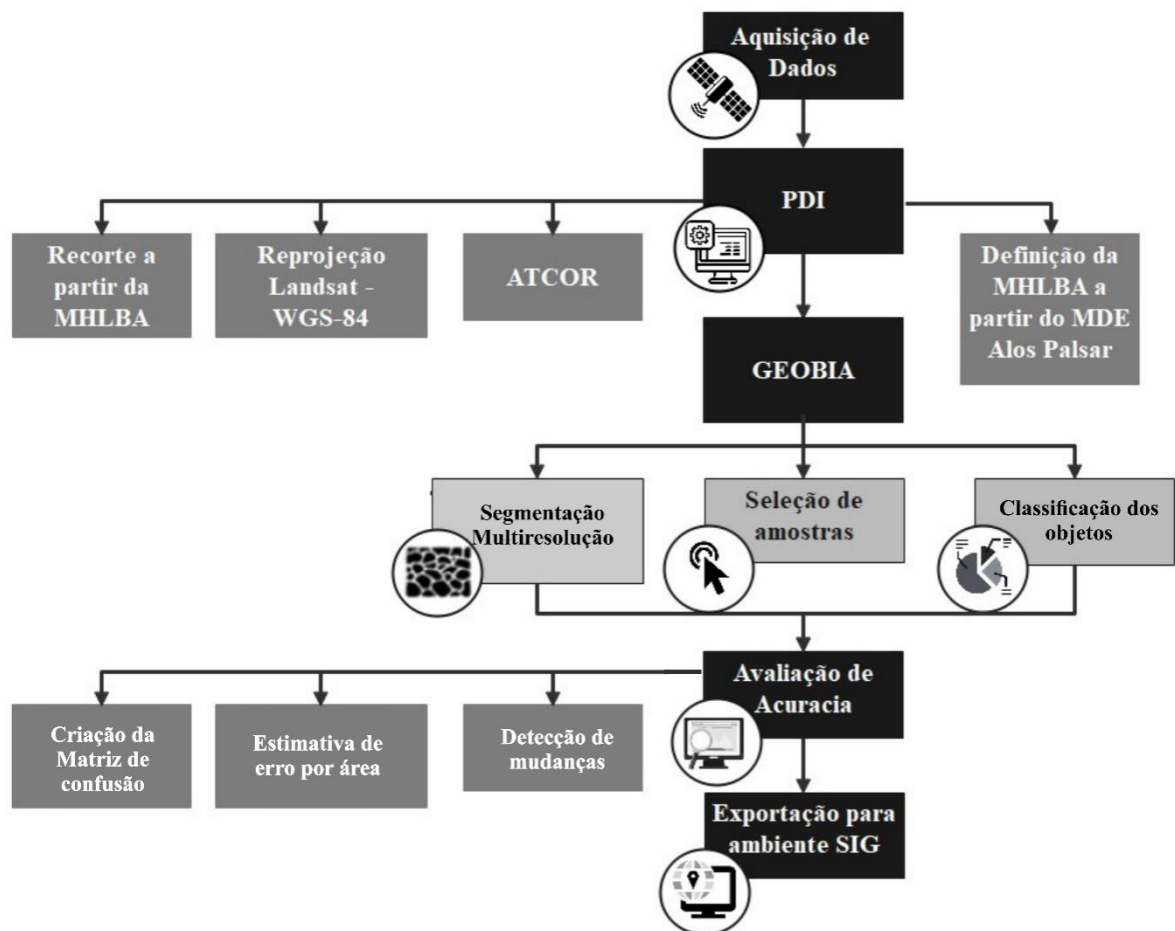 Aquisição de
Dados
PDI
Recorte a
partir da
MHLBA
Reprojeção
Landsat -
WGS-84
ATCOR
Definição da
MHLBA a
partir do MDE
Alos Palsar
GEOBIA
Segmentação
Multiresolução
Seleção de
amostras
Classificação dos
objetos
Avaliação de
Acuracia
Criação da
Matriz de
confusão
Estimativa de
erro por área
Detecção de
mudanças
Exportação para
ambiente SIG